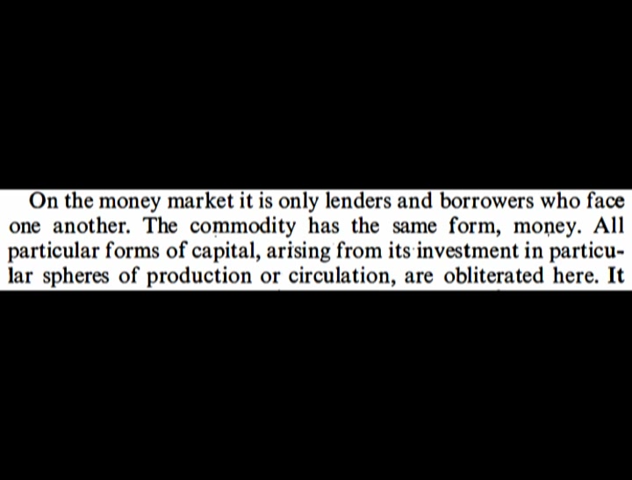 On the money market it is only lenders and borrowers who face
one another. The commodity has the same form, money. All
particular forms of capital, arising from its investment in particu-
lar spheres of production or circulation, are obliterated here. It